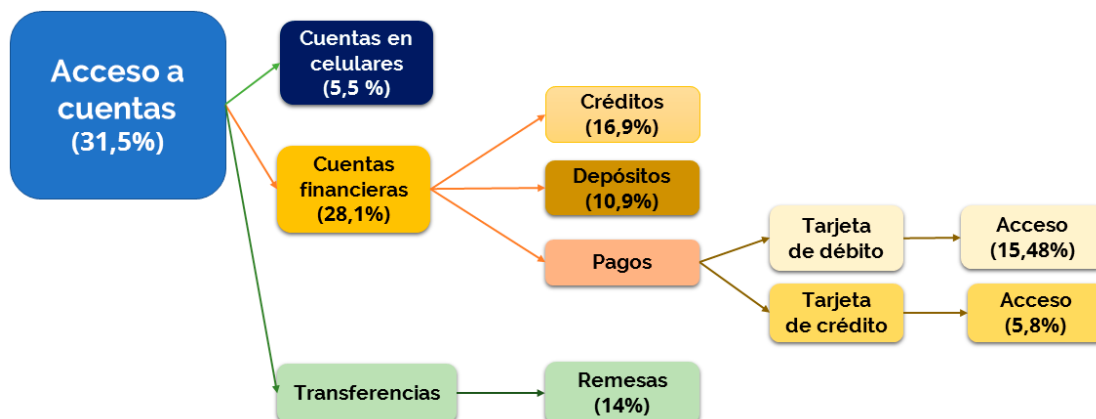 Acceso a
cuentas
(31,5%)
Cuentas en
celulares
(5,5 %)
Cuentas
financieras
(28,1%)
Créditos
(16,9%)
Depósitos
(10,9%)
Pagos
Tarjeta
de débito
Acceso
(15,48%)
Tarjeta
de crédito
Acceso
(5,8%)
Transferencias
Remesas
(14%)